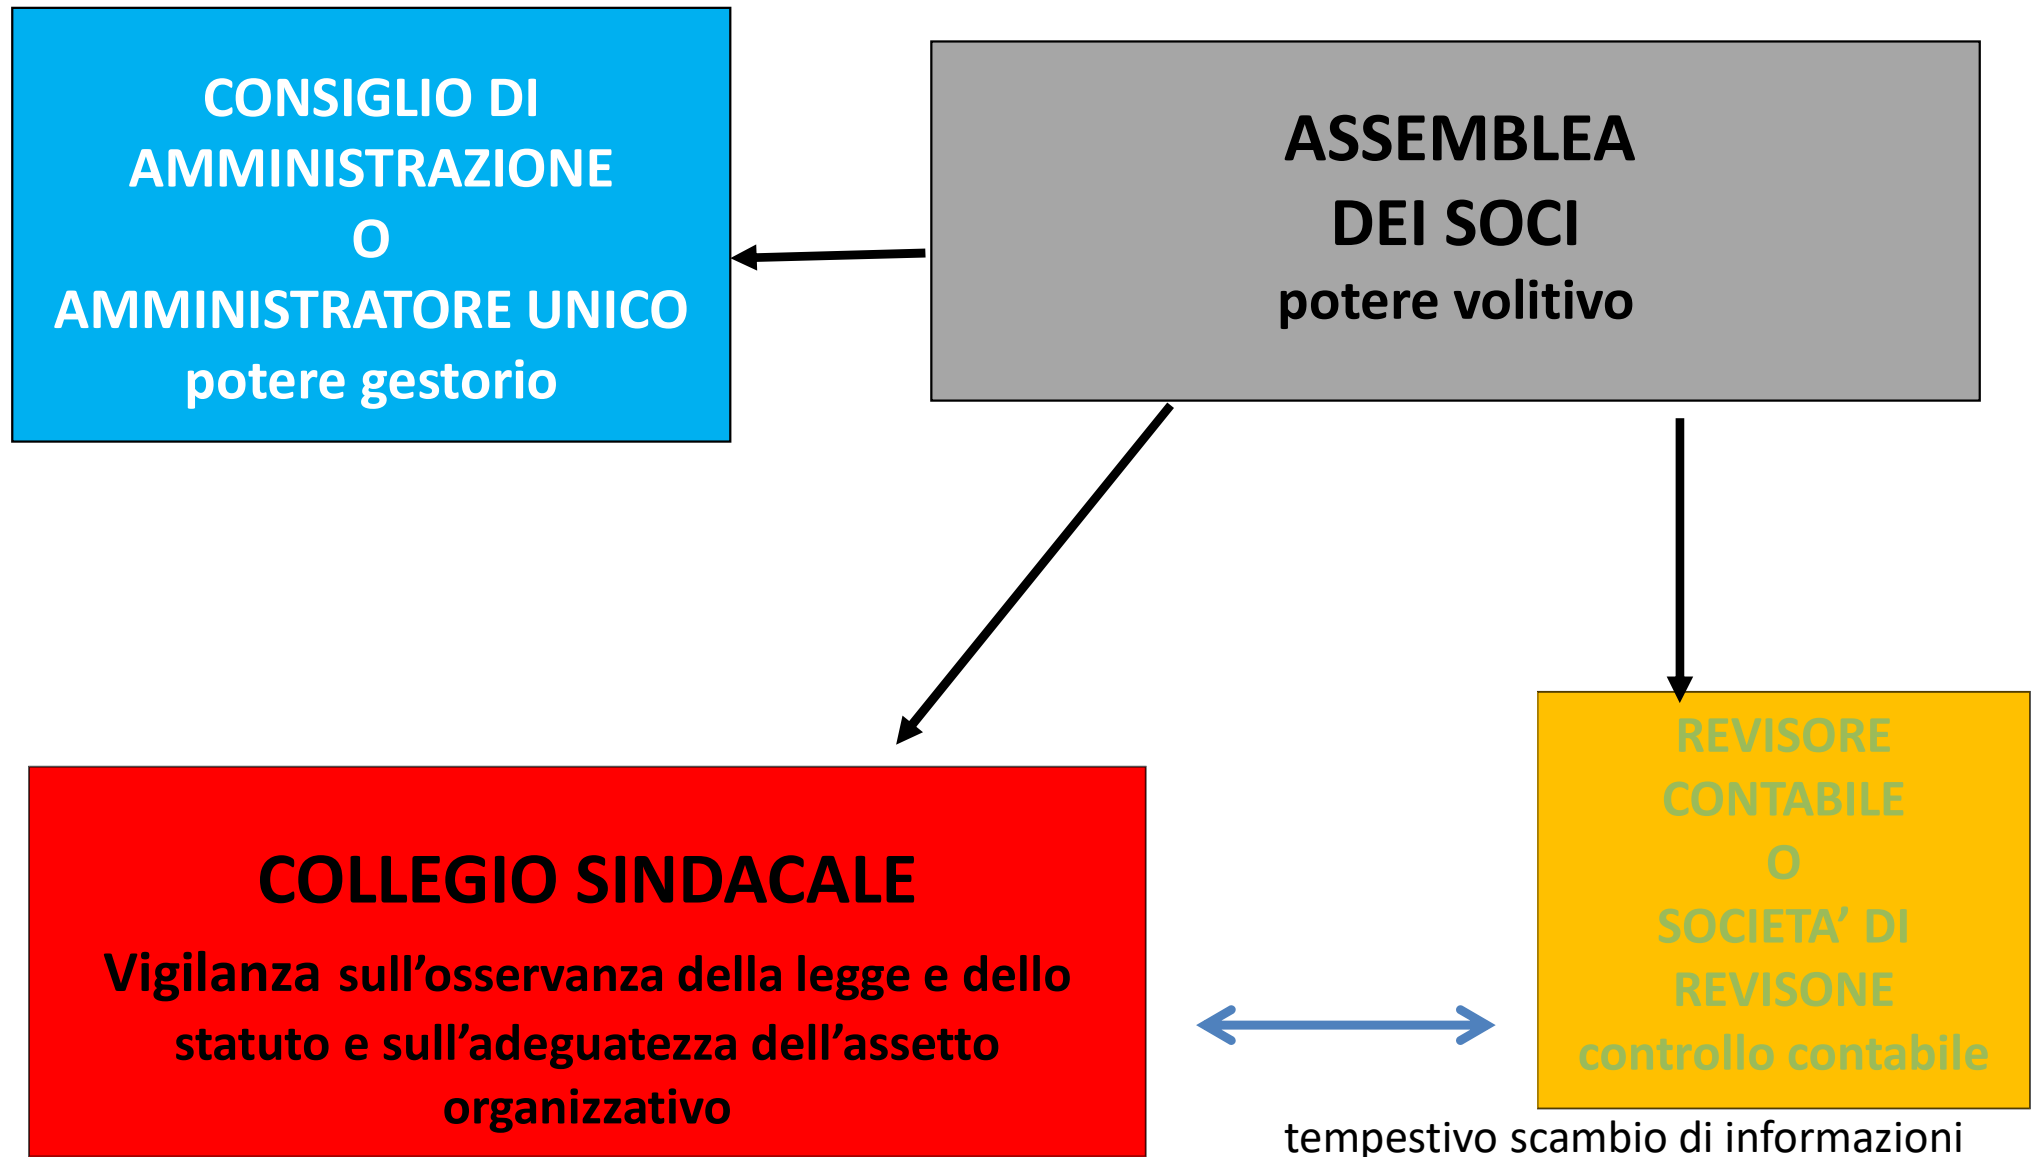 CONSIGLIO DI
AMMINISTRAZIONE
O
AMMINISTRATORE UNICO
potere gestorio
ASSEMBLEA
DEI SOCI
potere volitivo
COLLEGIO SINDACALE
Vigilanza sull’osservanza della legge e dello
statuto e sull’adeguatezza dell’assetto
organizzativo
REVISORE
CONTABILE
O
SOCIETA’ DI
REVISONE
controllo contabile
tempestivo scambio di informazioni